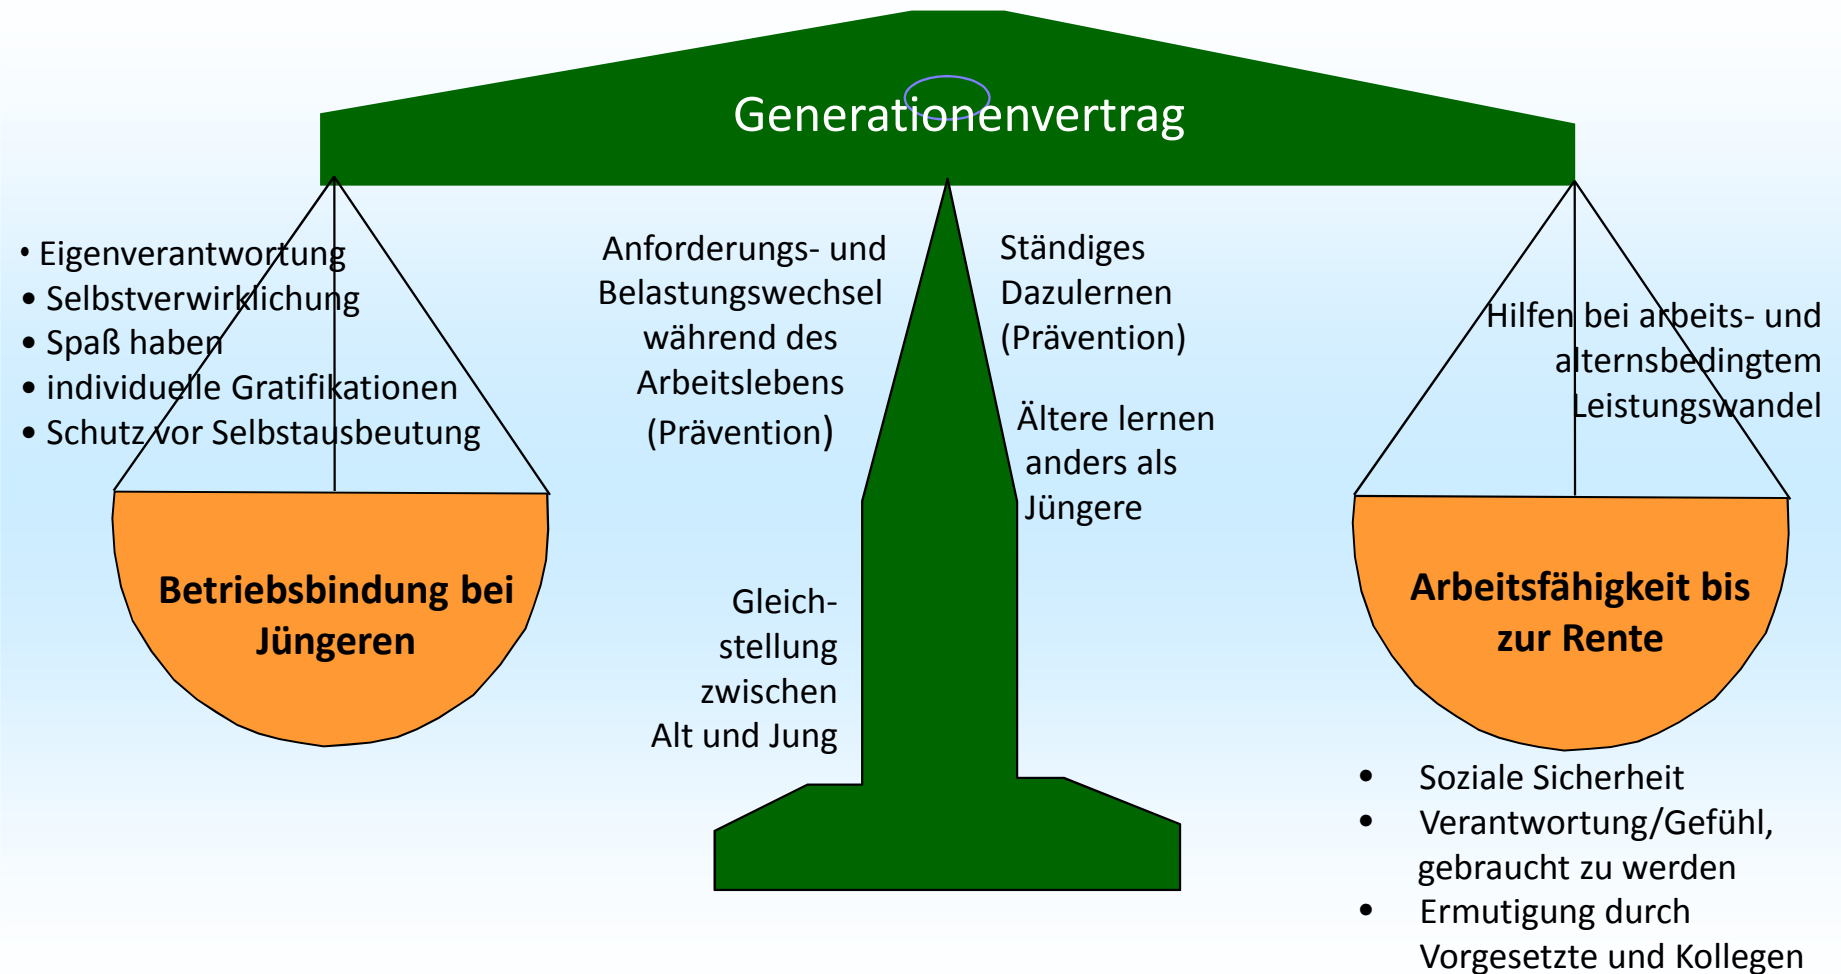 Generationenvertrag
• Eigenverantwortung
• Selbstverwirklichung
• Spaß haben
• individuelle Gratifikationen
• Schutz vor Selbstausbeutung
Betriebsbindung bei
Jüngeren
Anforderungs- und
Belastungswechsel
während des
Arbeitslebens
(Prävention)
Gleich-
stellung
zwischen
Alt und Jung
Ständiges
Dazulernen
(Prävention)
Ältere lernen
anders als
Jüngere
Hilfen bei arbeits- und
alternsbedingtem
Leistungswandel
Arbeitsfähigkeit bis
zur Rente
• Soziale Sicherheit
• Verantwortung/Gefühl,
gebraucht zu werden
• Ermutigung durch
Vorgesetzte und Kollegen